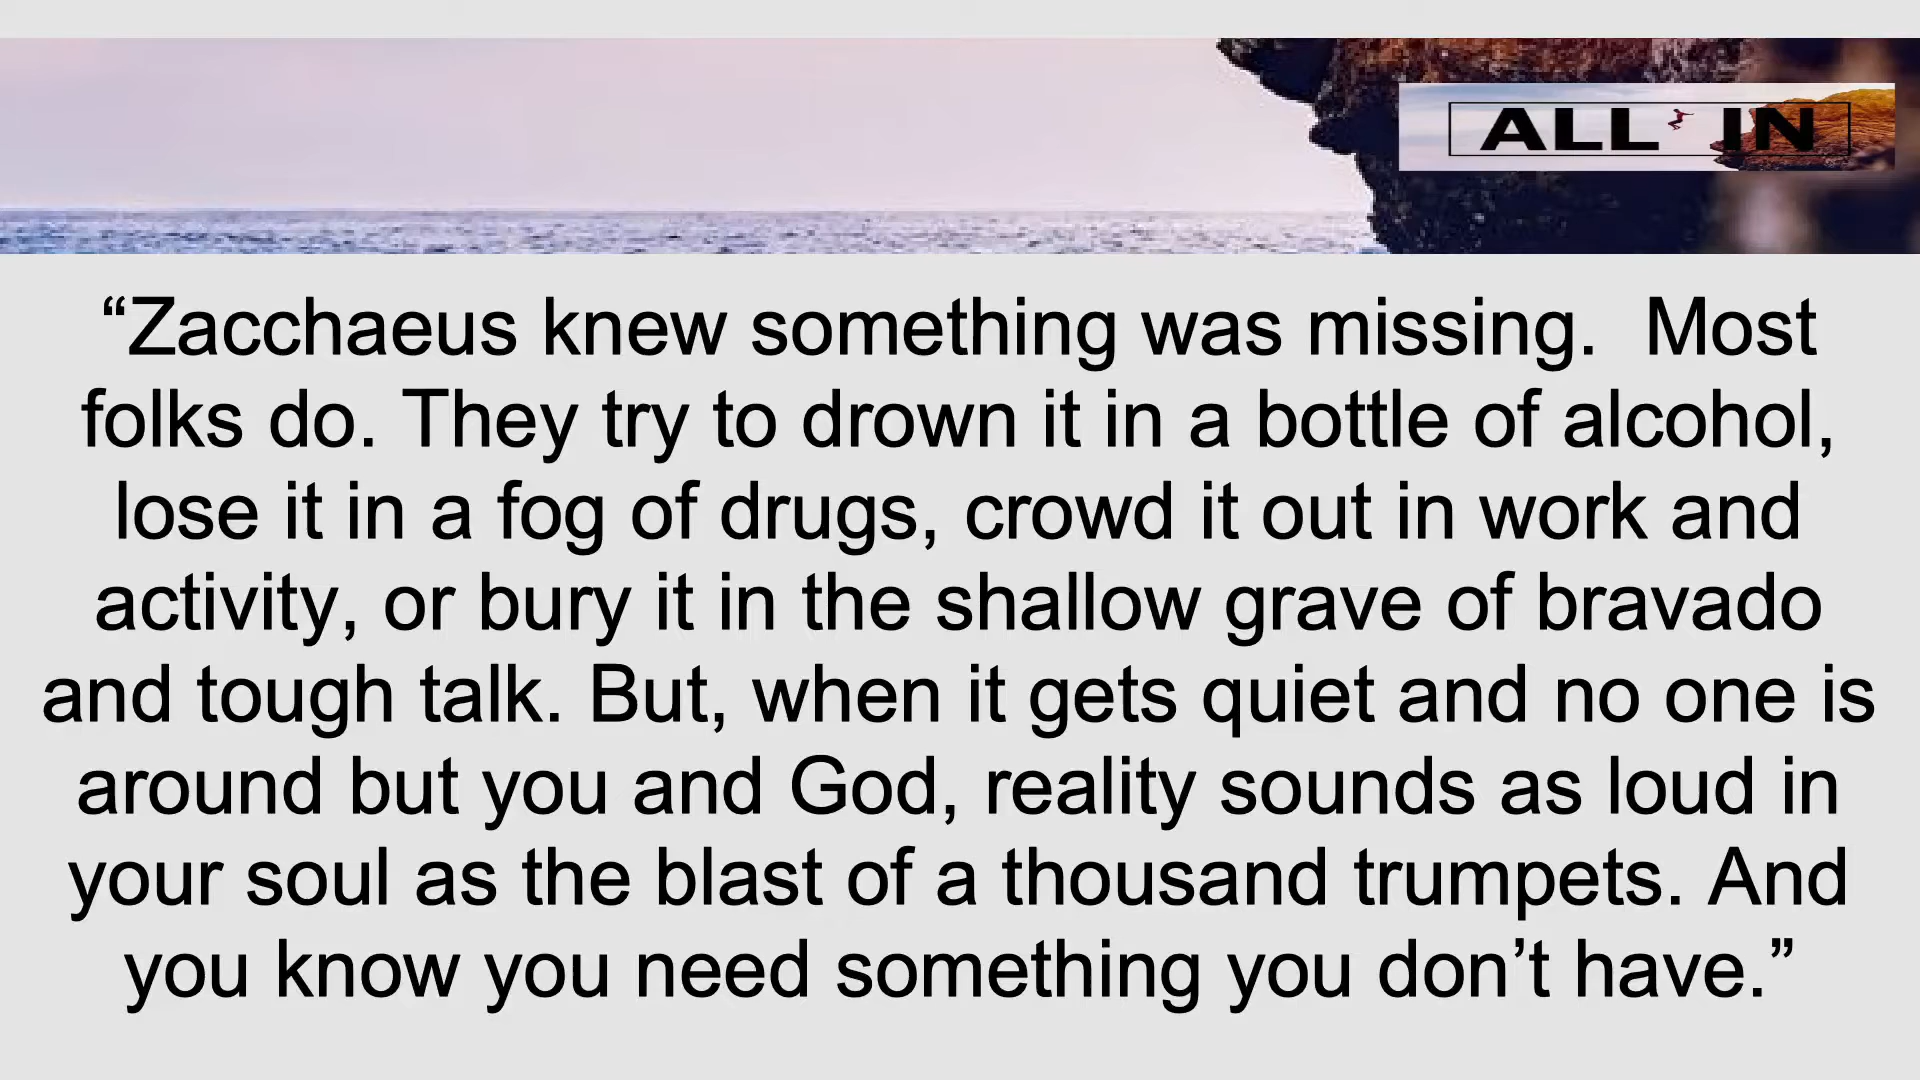 ALL IN
“Zacchaeus knew something was missing.  Most
folks do. They try to drown it in a bottle of alcohol,
lose it in a fog of drugs, crowd it out in work and
activity, or bury it in the shallow grave of bravado
and tough talk. But, when it gets quiet and no one is
around but you and God, reality sounds as loud in
your soul as the blast of a thousand trumpets. And
you know you need something you don’t have.”